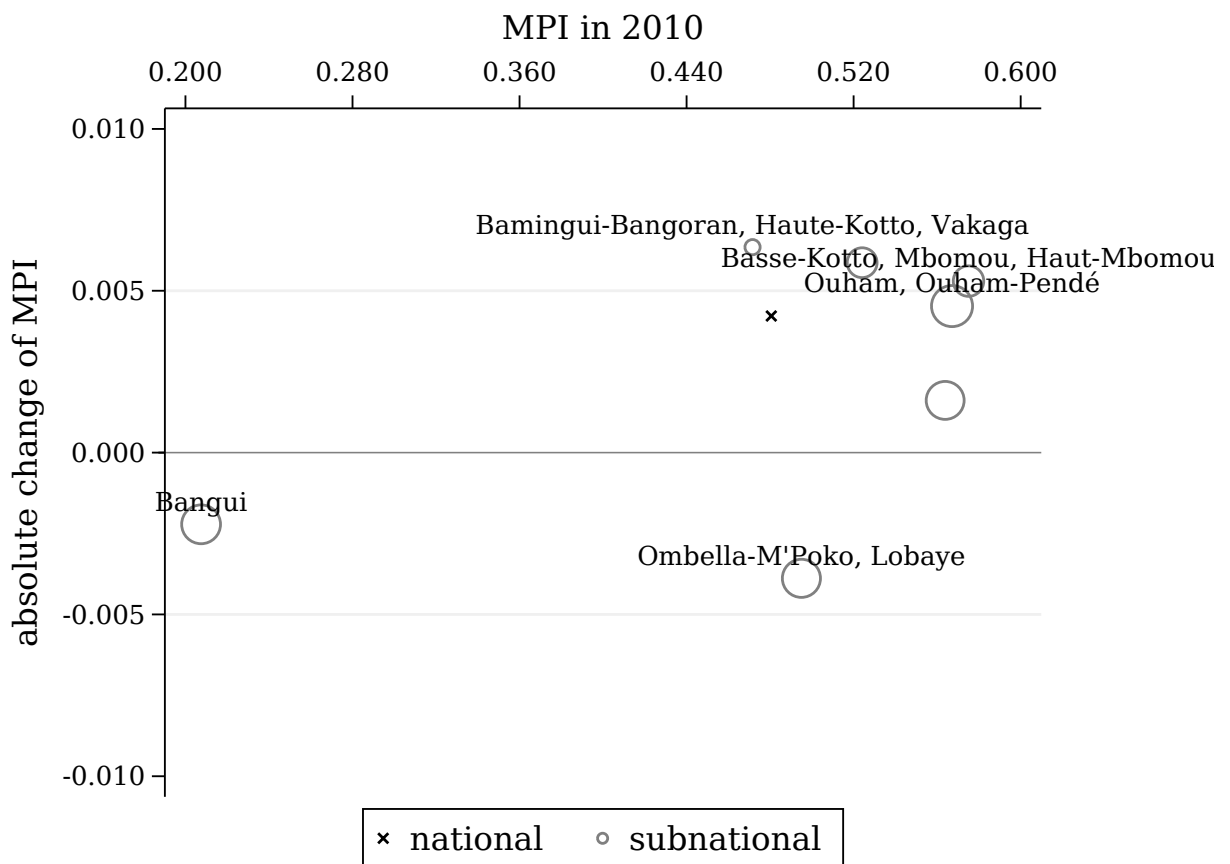 MPI in 2010
0.200 0.280 0.360 0.440 0.520 0.600
absolute change of MPI
0.010
0.005
0.000
-0.005
-0.010
Bamingui-Bangoran, Haute-Kotto, Vakaga
Basse-Kotto, Mbomou, Haut-Mbomou
Ouham, Ouham-Pendé
Bangui
Ombella-M'Poko, Lobaye
national subnational